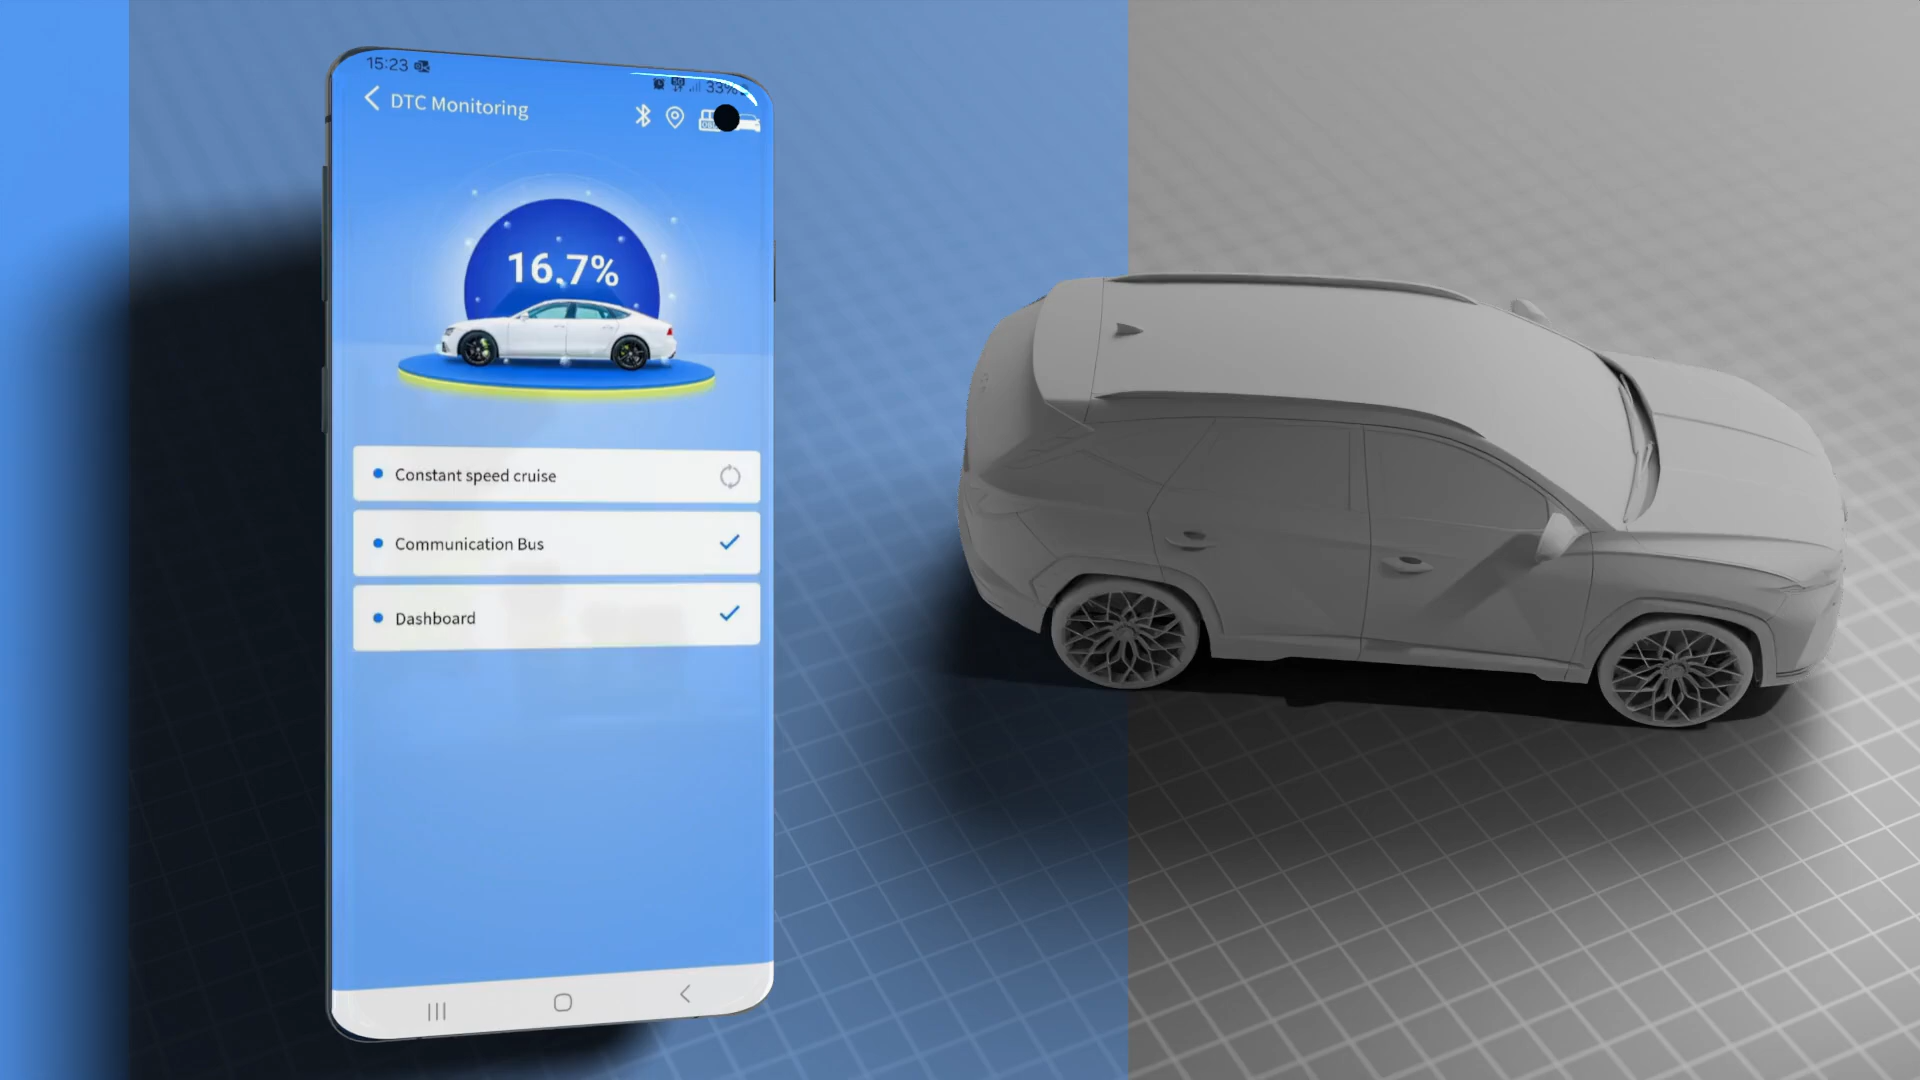 15:23
33%
DTC Monitoring
16.7%
Constant speed cruise
Communication Bus
Dashboard